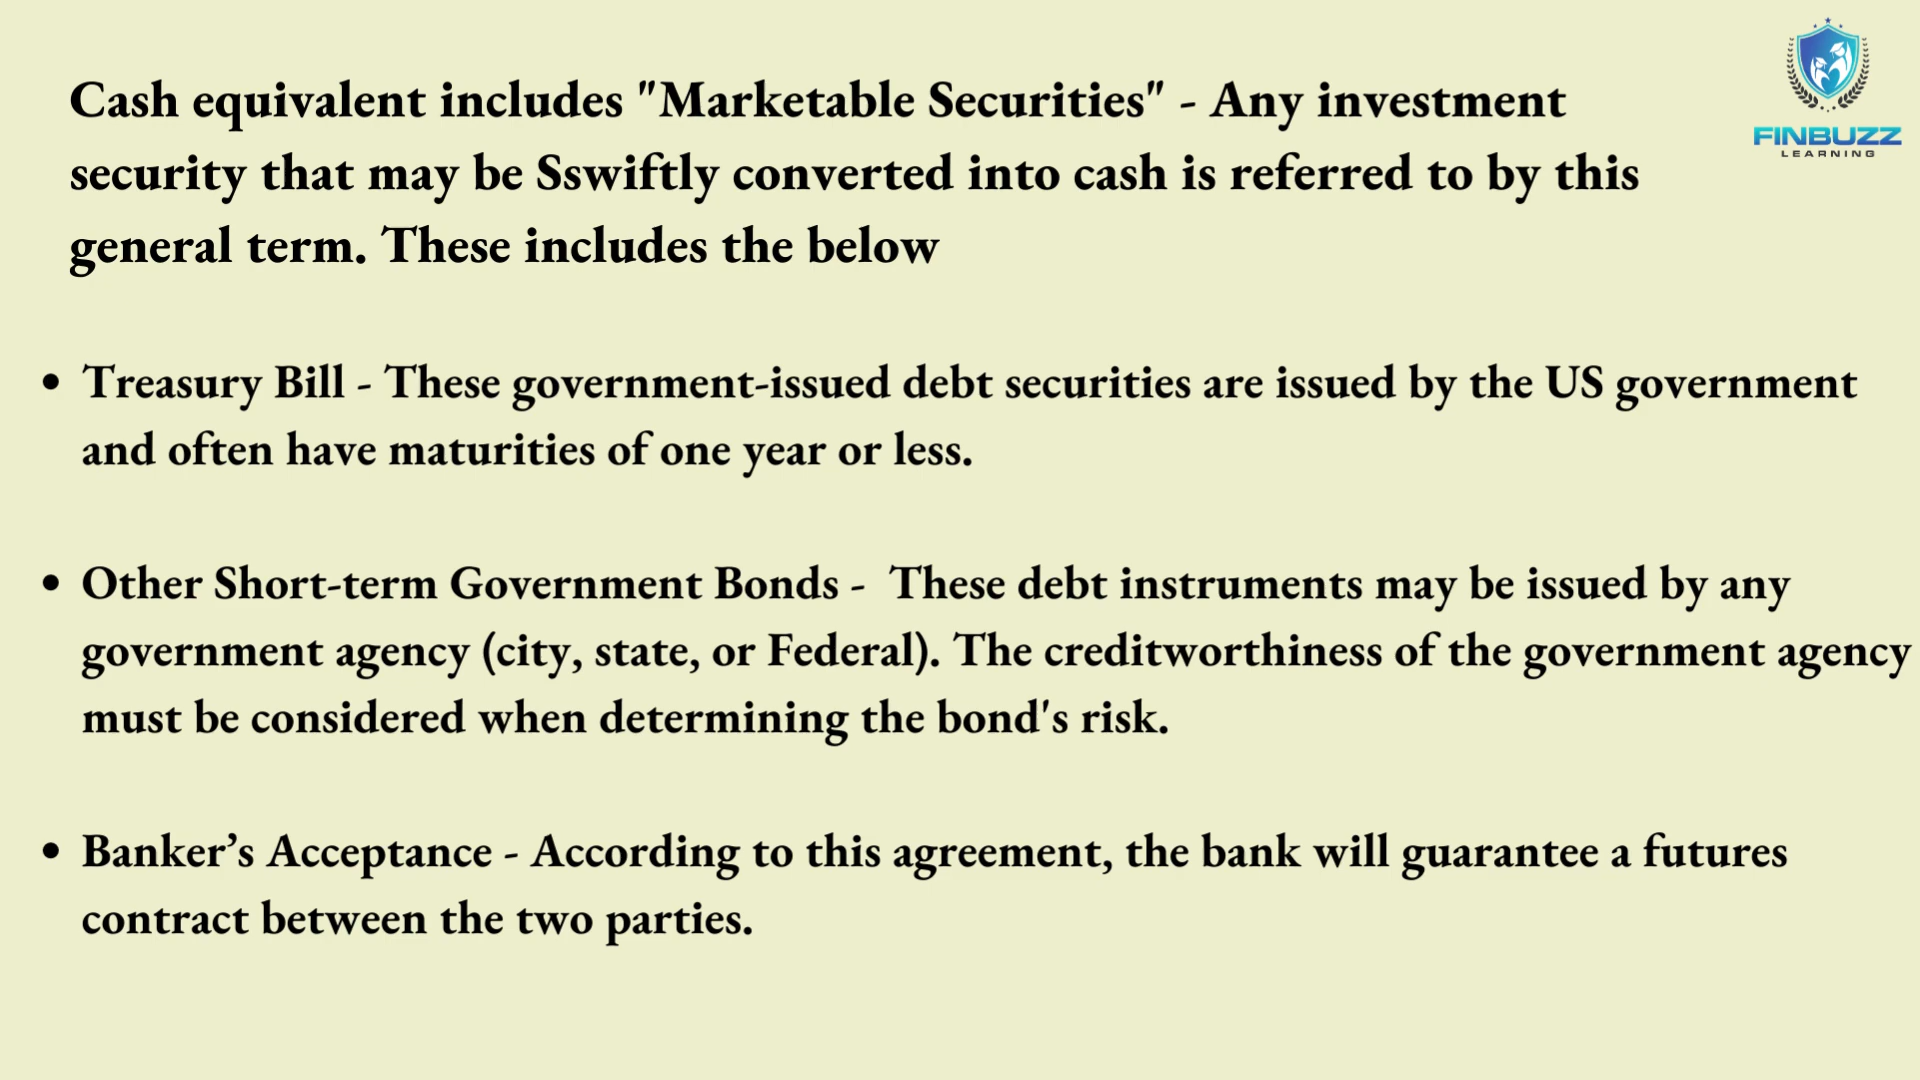 Cash equivalent includes "Marketable Securities" - Any investment
security that may be Sswiftly converted into cash is referred to by this
general term. These includes the below
FINBUZZ
LEARNING
• Treasury Bill - These government-issued debt securities are issued by the US government
and often have maturities of one year or less.
• Other Short-term Government Bonds -  These debt instruments may be issued by any
government agency (city, state, or Federal). The creditworthiness of the government agency
must be considered when determining the bond's risk.
• Banker’s Acceptance - According to this agreement, the bank will guarantee a futures
contract between the two parties.